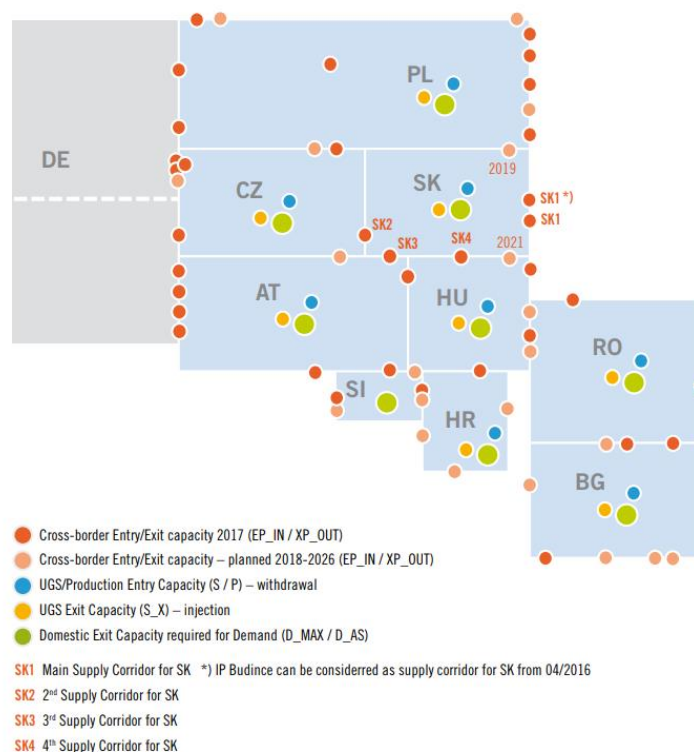 PL
DE
2019
CZ
SK
SK1 *)
SK2
SK1
SK3
SK4
2021
AT
HU
RO
SI
HR
BG
Cross-border Entry/Exit capacity 2017 (EP_IN / XP_OUT)
Cross-border Entry/Exit capacity – planned 2018-2026 (EP_IN / XP_OUT)
UGS/Production Entry Capacity (S / P) – withdrawal
UGS Exit Capacity (S_X) – injection
Domestic Exit Capacity required for Demand (D_MAX / D_AS)
SK1 Main Supply Corridor for SK *) IP Budince can be considerred as supply corridor for SK from 04/2016
SK2 2nd Supply Corridor for SK
SK3 3rd Supply Corridor for SK
SK4 4th Supply Corridor for SK